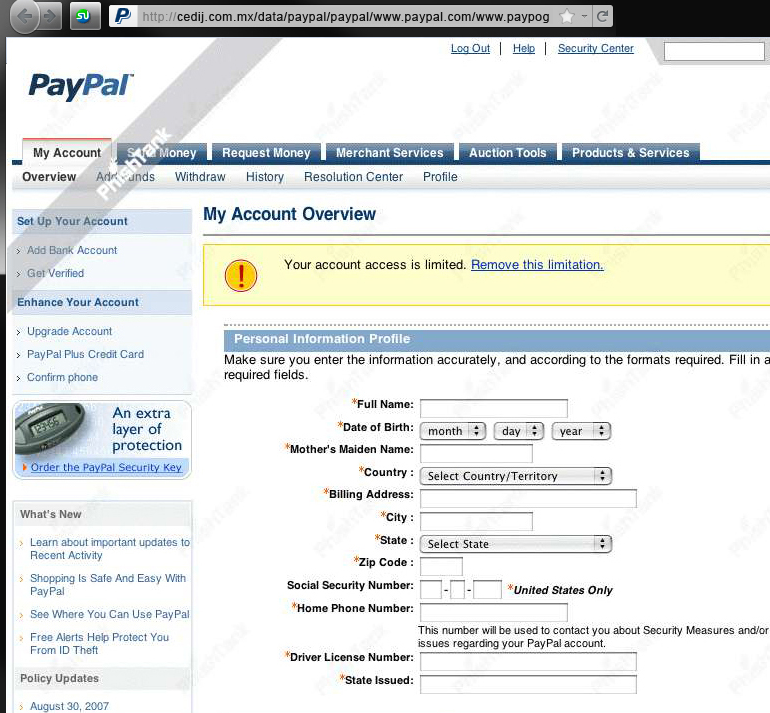 http://cedij.com.mx/data/paypal/paypal/www.paypal.com/www.paypog
Log Out | Help | Security Center
PayPal™
My Account Send Money Request Money Merchant Services Auction Tools Products & Services
Overview Add Funds Withdraw History Resolution Center Profile
PhishTank
Set Up Your Account
Add Bank Account
Get Verified
Enhance Your Account
Upgrade Account
PayPal Plus Credit Card
Confirm phone
An extra
layer of
protection
Order the PayPal Security Key
What's New
Learn about important updates to
Recent Activity
Shopping Is Safe And Easy With
PayPal
See Where You Can Use PayPal
Free Alerts Help Protect You
From ID Theft
Policy Updates
August 30, 2007
My Account Overview
! Your account access is limited. Remove this limitation.
Personal Information Profile
Make sure you enter the information accurately, and according to the formats required. Fill in a
required fields.
*Full Name:
*Date of Birth: month day year
*Mother's Maiden Name:
*Country : Select Country/Territory
*Billing Address:
*City :
*State : Select State
*Zip Code :
Social Security Number: - - *United States Only
*Home Phone Number:
This number will be used to contact you about Security Measures and/or
issues regarding your PayPal account.
*Driver License Number:
*State Issued: